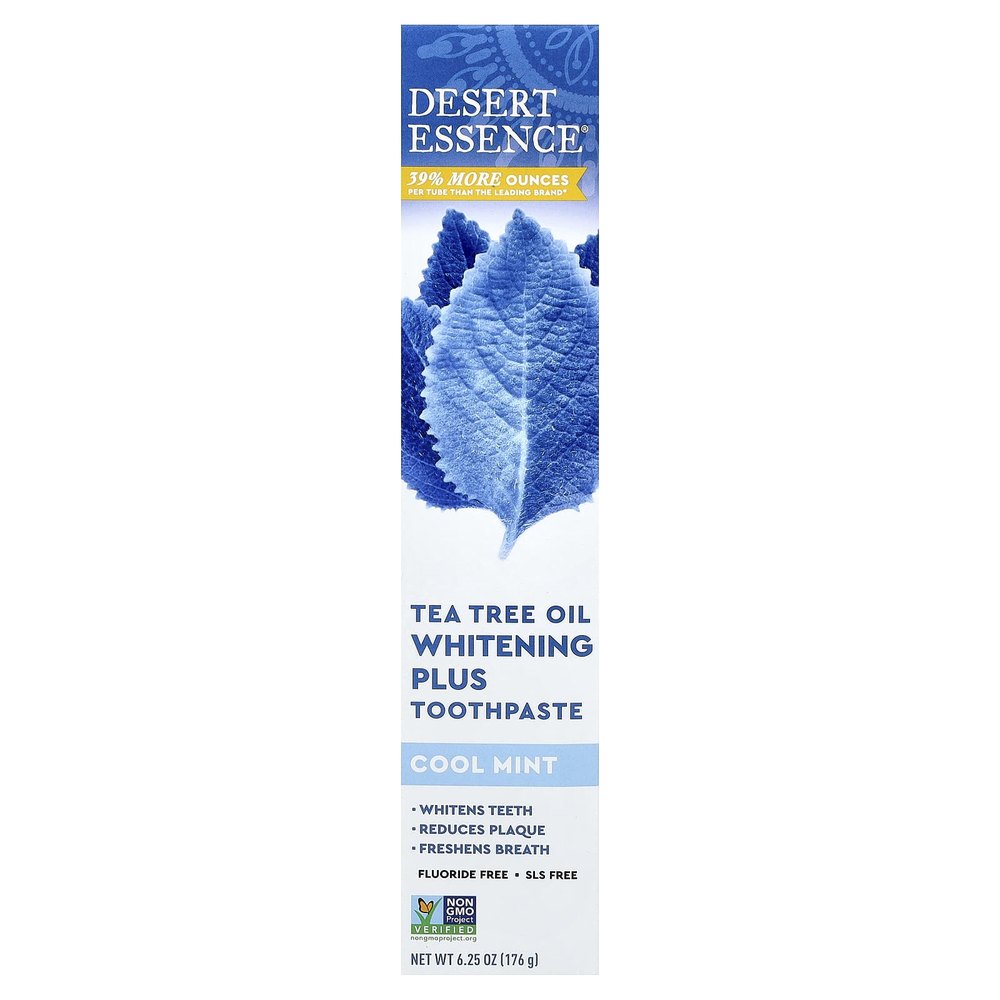 DESERT
ESSENCE®
39% MORE OUNCES
PER TUBE THAN THE LEADING BRAND*
TEA TREE OIL
WHITENING
PLUS
TOOTHPASTE
COOL MINT
• WHITENS TEETH
• REDUCES PLAQUE
• FRESHENS BREATH
FLUORIDE FREE • SLS FREE
NON
GMO
Project
VERIFIED
nongmoproject.org
NET WT 6.25 OZ (176 g)